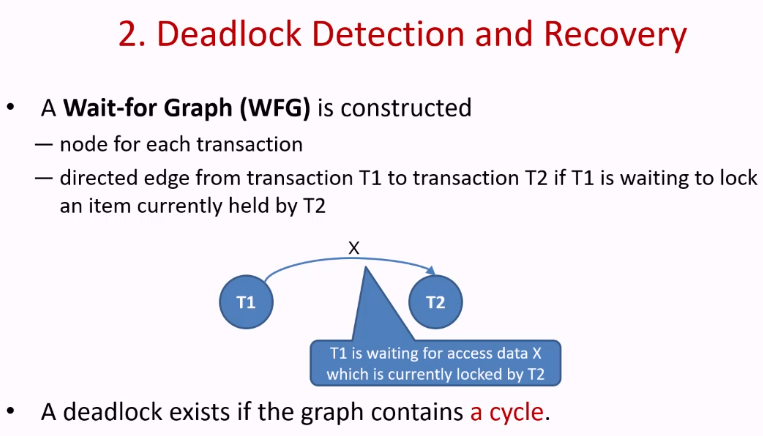 2. Deadlock Detection and Recovery
• A Wait-for Graph (WFG) is constructed
— node for each transaction
— directed edge from transaction T1 to transaction T2 if T1 is waiting to lock
an item currently held by T2
X
T1
T2
T1 is waiting for access data X
which is currently locked by T2
• A deadlock exists if the graph contains a cycle.